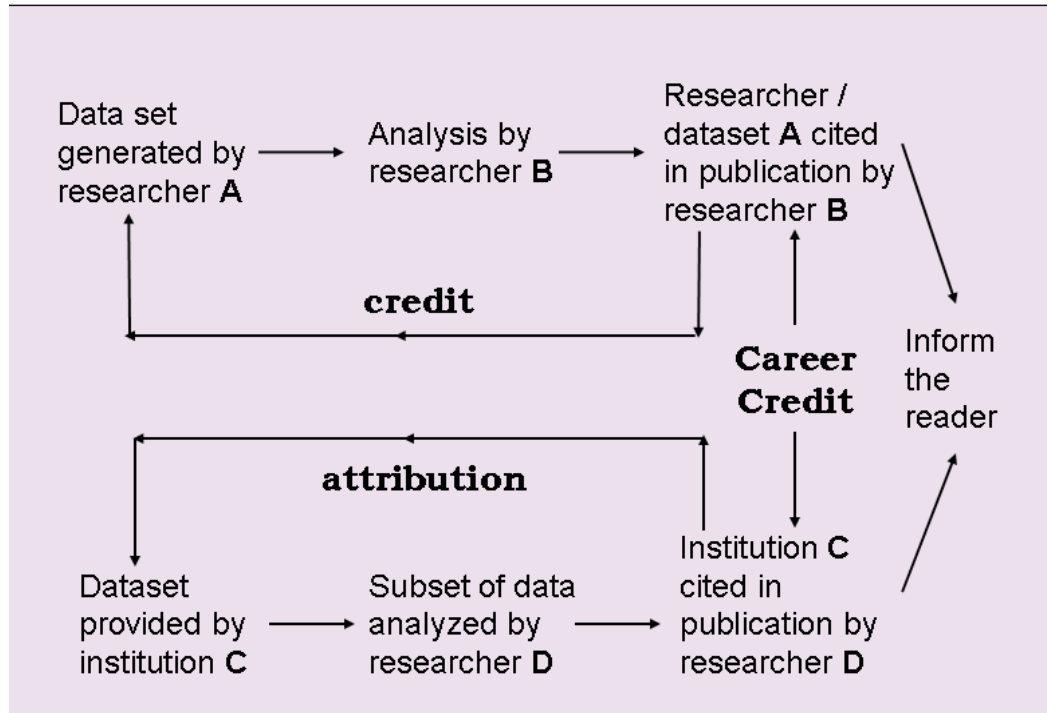 Data set
generated by
researcher A
Analysis by
researcher B
Researcher /
dataset A cited
in publication by
researcher B
credit
Career
Credit
Inform
the
reader
attribution
Dataset
provided by
institution C
Subset of data
analyzed by
researcher D
Institution C
cited in
publication by
researcher D